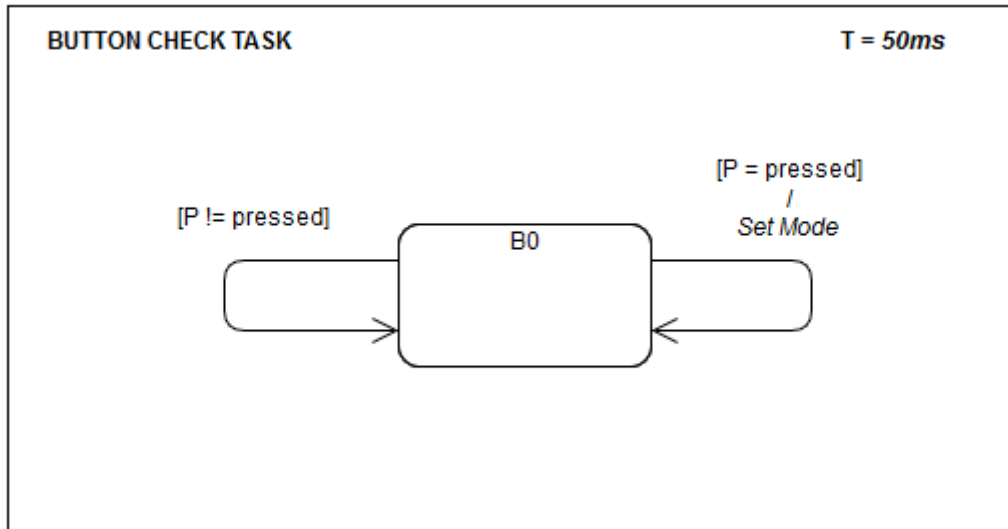 BUTTON CHECK TASK
T = 50ms
[P = pressed]
/
Set Mode
[P != pressed]
B0